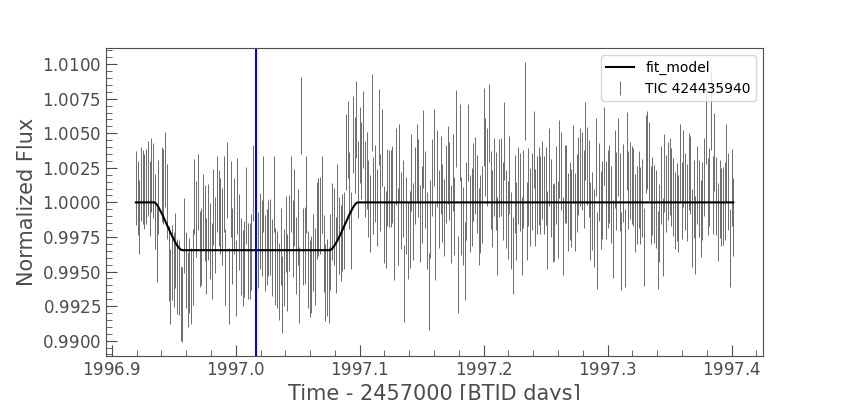 1.0100
1.0075
1.0050
1.0025
1.0000
0.9975
0.9950
0.9925
0.9900
Normalized Flux
fit_model
TIC 424435940
1996.9 1997.0 1997.1 1997.2 1997.3 1997.4
Time - 2457000 [BTJD days]